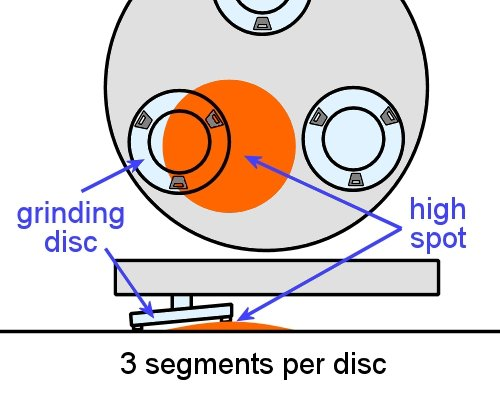 grinding
disc
high
spot
3 segments per disc